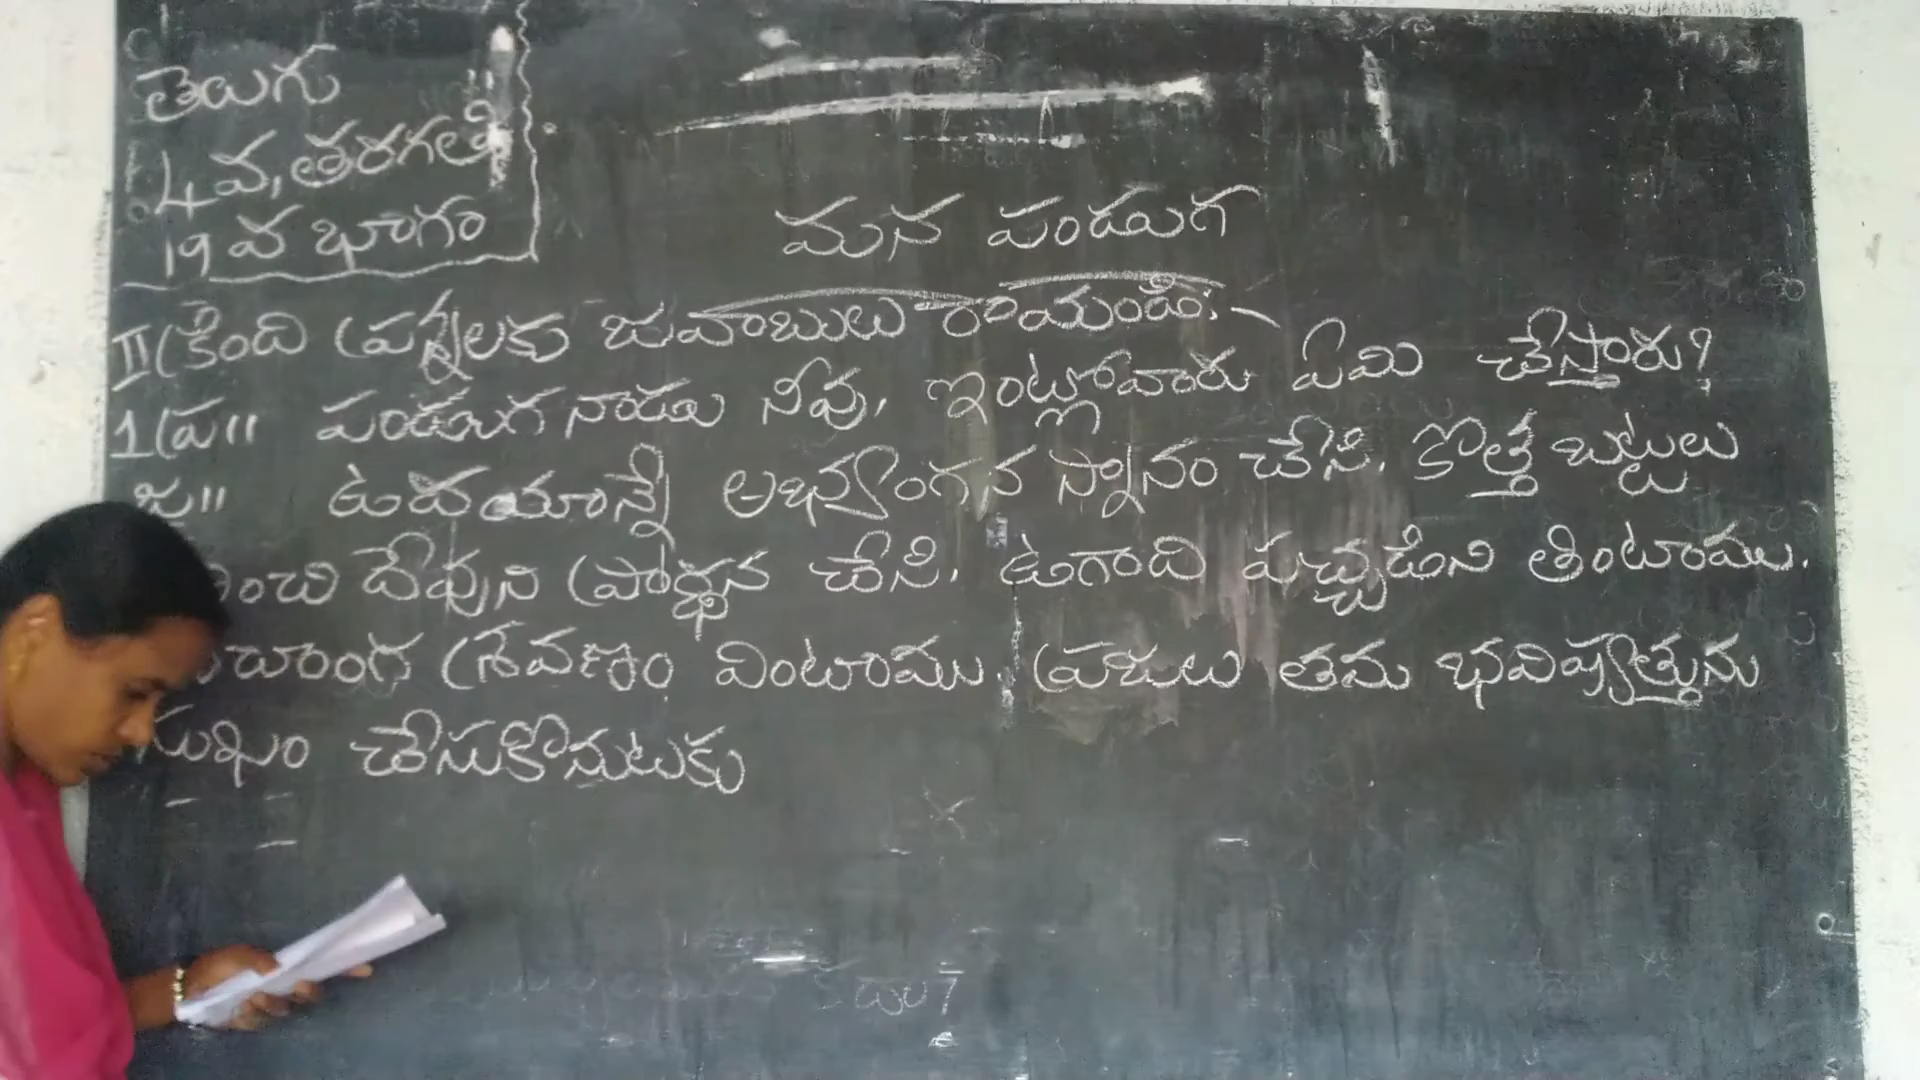 తెలుగు
4వ, తరగతి
19 వ భాగం
మన పండుగ
II క్రింది ప్రశ్నలకు జవాబులు రాయండి:-
1 ప్ర॥ పండుగ నాడు నీవు, ఇంట్లోవారు ఏమి చేస్తారు?
జ॥ ఉదయాన్నే అభ్యంగన స్నానం చేసి. కొత్త బట్టలు
దేవుని ప్రార్థన చేసి. ఉగాది పచ్చడిని తింటాము.
శ్రవణం వింటాము. ప్రజలు తమ భవిష్యత్తును
చేసుకొనుటకు